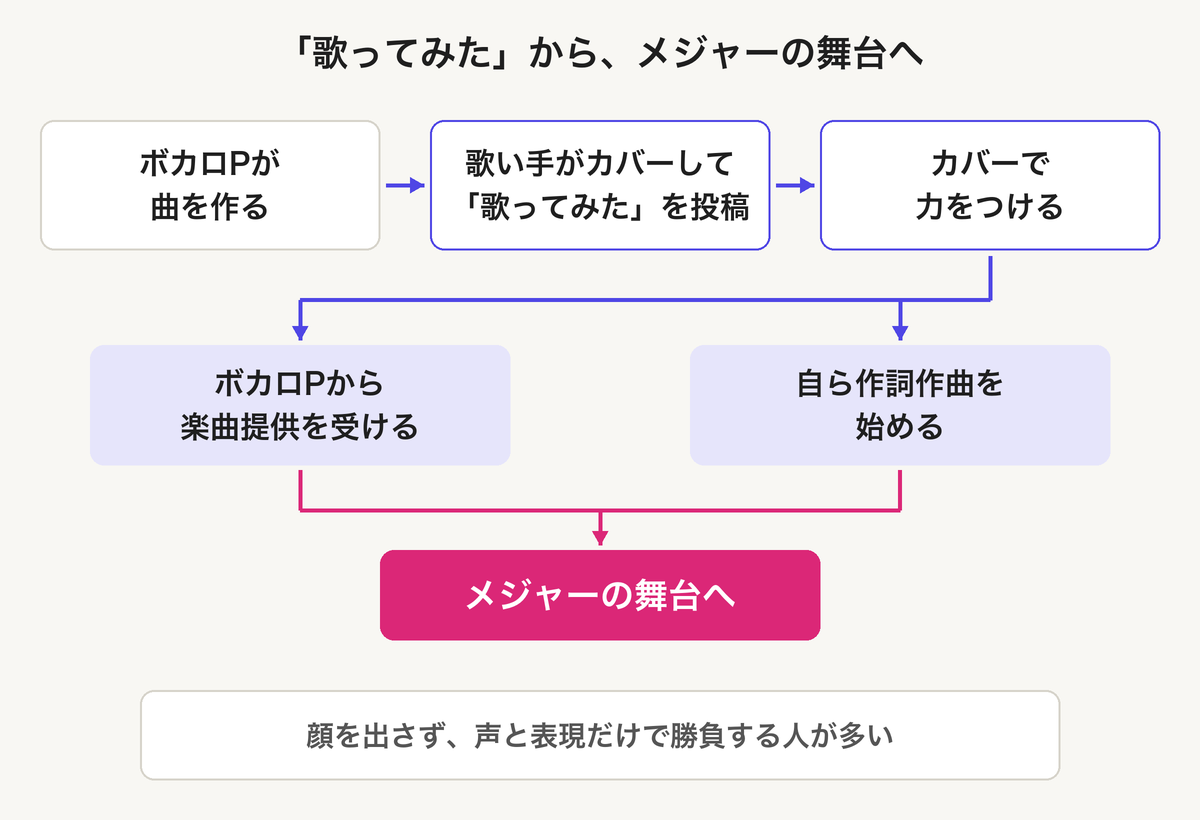 「歌ってみた」から、メジャーの舞台へ
ボカロPが
曲を作る
歌い手がカバーして
「歌ってみた」を投稿
カバーで
力をつける
ボカロPから
楽曲提供を受ける
自ら作詞作曲を
始める
メジャーの舞台へ
顔を出さず、声と表現だけで勝負する人が多い